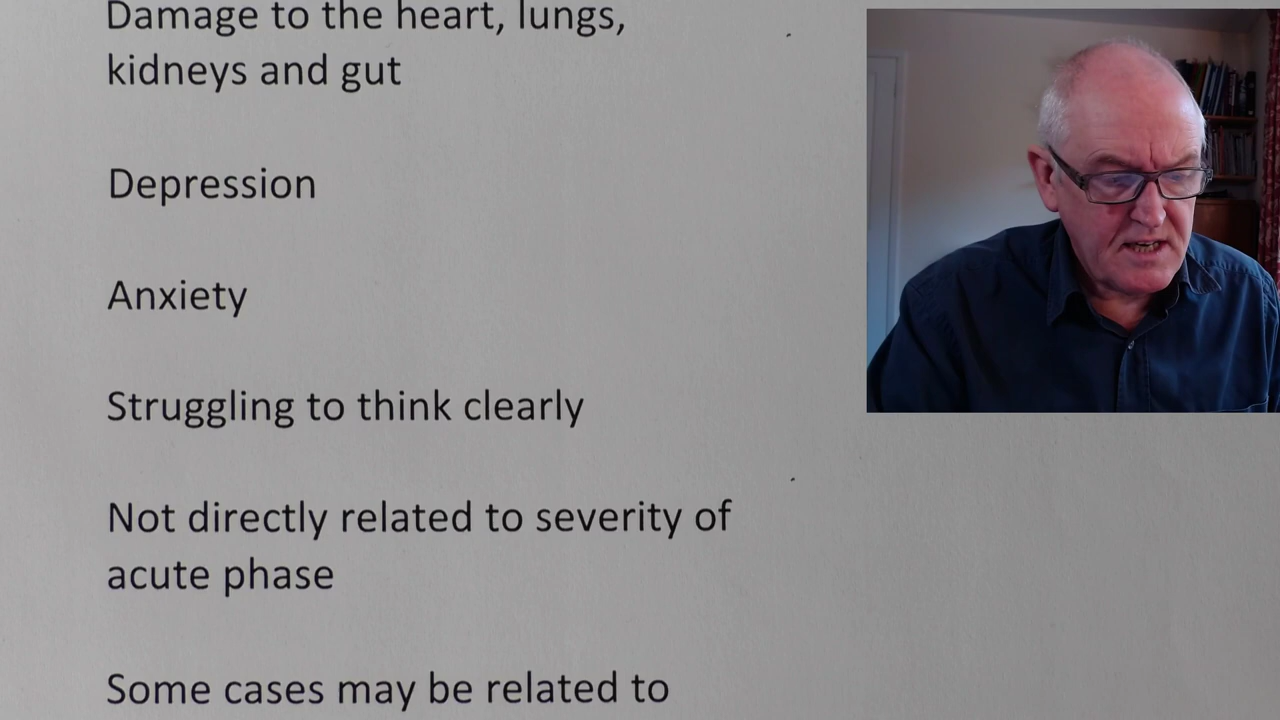 Damage to the heart, lungs,
kidneys and gut
Depression
Anxiety
Struggling to think clearly
Not directly related to severity of
acute phase
Some cases may be related to